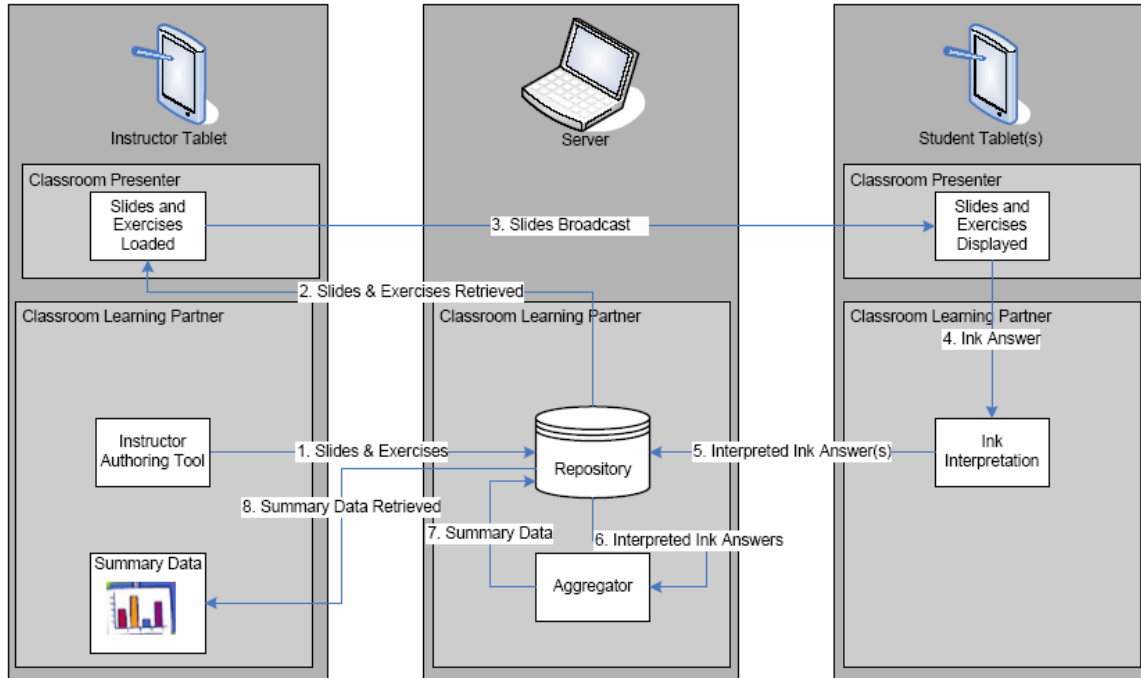 Instructor Tablet
Server
Student Tablet(s)
Classroom Presenter
Slides and
Exercises
Loaded
3. Slides Broadcast
Classroom Presenter
Slides and
Exercises
Displayed
2. Slides & Exercises Retrieved
Classroom Learning Partner
Classroom Learning Partner
Classroom Learning Partner
4. Ink Answer
Instructor
Authoring Tool
1. Slides & Exercises
Repository
5. Interpreted Ink Answer(s)
Ink
Interpretation
8. Summary Data Retrieved
7. Summary Data
6. Interpreted Ink Answers
Summary Data
Aggregator